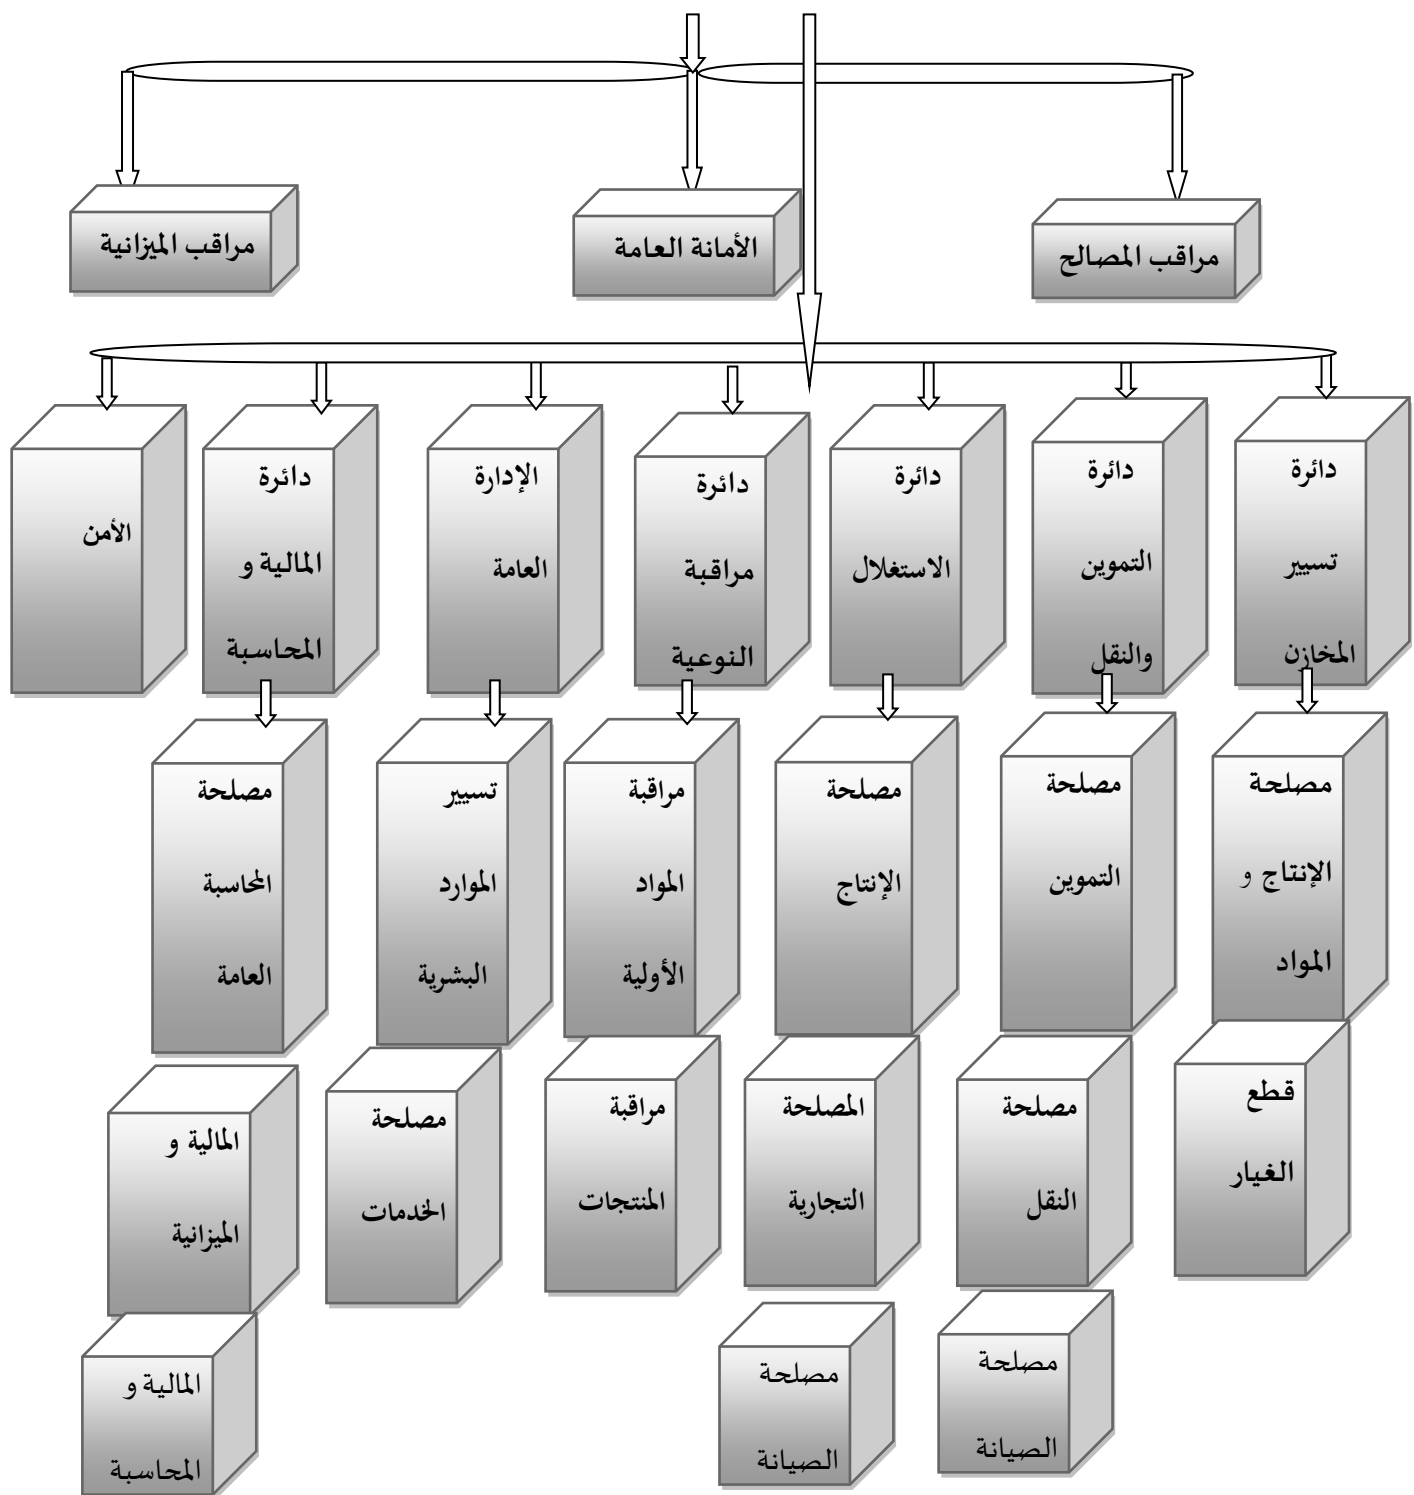 مراقب المصالح
الأمانة العامة
مراقب الميزانية
دائرة
تسيير
المخازن
دائرة
التموين
والنقل
دائرة
الاستغلال
دائرة
مراقبة
النوعية
الإدارة
العامة
دائرة
المالية و
المحاسبة
الأمن
مصلحة
الإنتاج و
المواد
مصلحة
التموين
مصلحة
الإنتاج
مراقبة
المواد
الأولية
تسيير
الموارد
البشرية
مصلحة
المحاسبة
العامة
قطع
الغيار
مصلحة
النقل
المصلحة
التجارية
مراقبة
المنتجات
مصلحة
الخدمات
المالية و
الميزانية
مصلحة
الصيانة
مصلحة
الصيانة
المالية و
المحاسبة